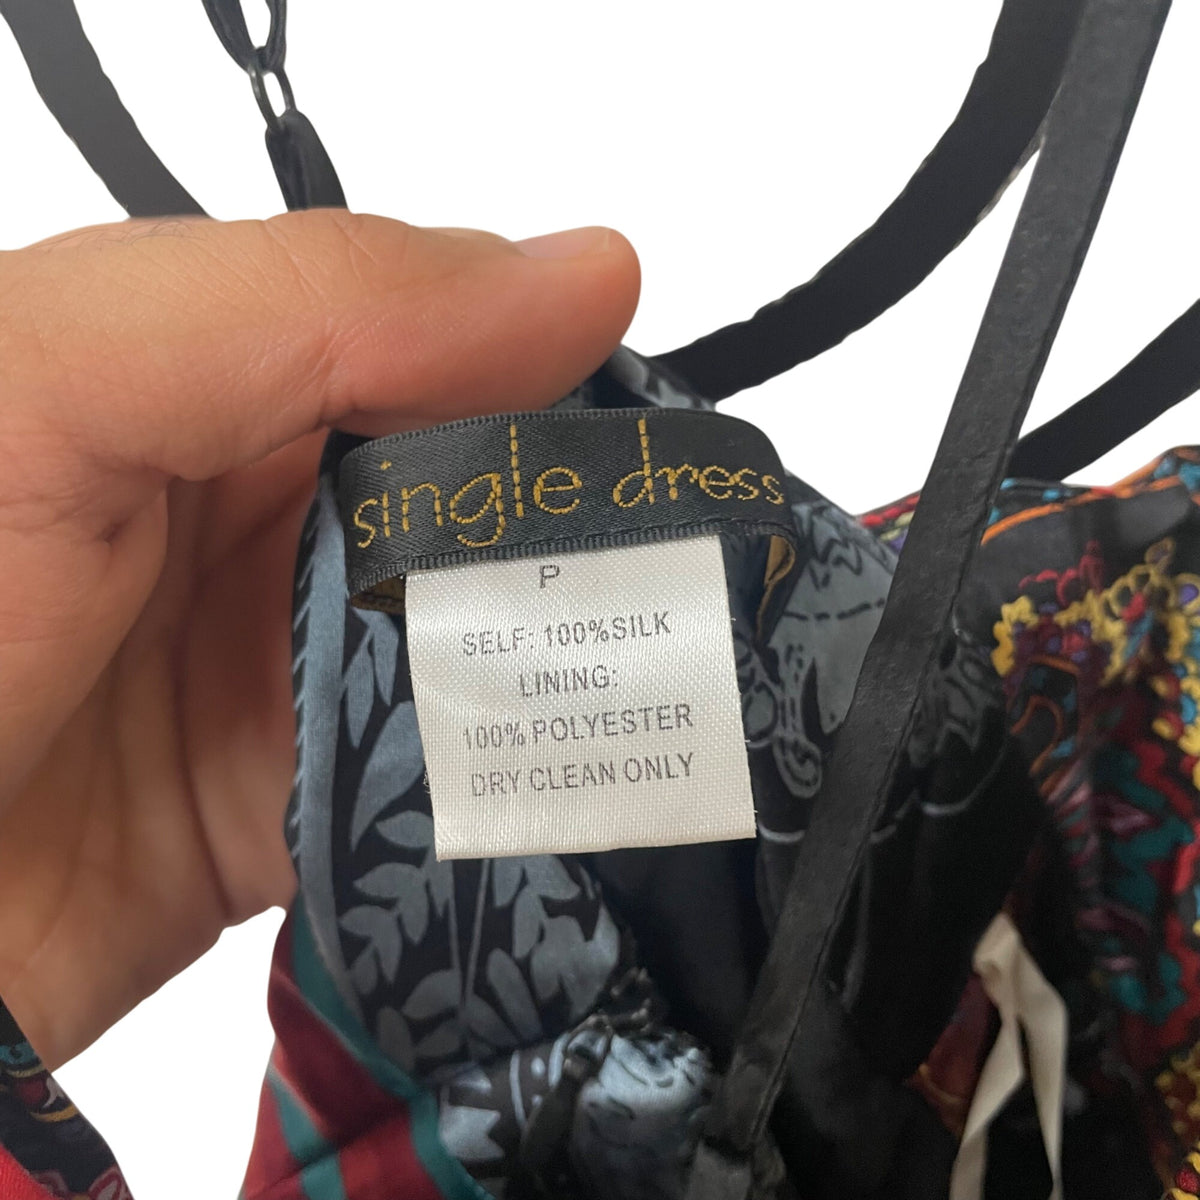 single dress
P
SELF: 100%SILK
LINING:
100% POLYESTER
DRY CLEAN ONLY